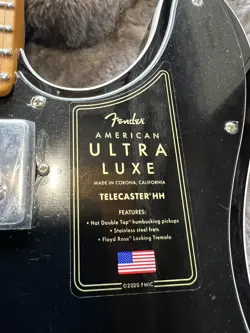 Fender
AMERICAN
ULTRA
LUXE
MADE IN CORONA, CALIFORNIA
TELECASTER® HH
FEATURES:
• Hot Double Tap™ humbucking pickups
• Stainless steel frets
• Floyd Rose® Locking Tremolo
©2020 FMIC